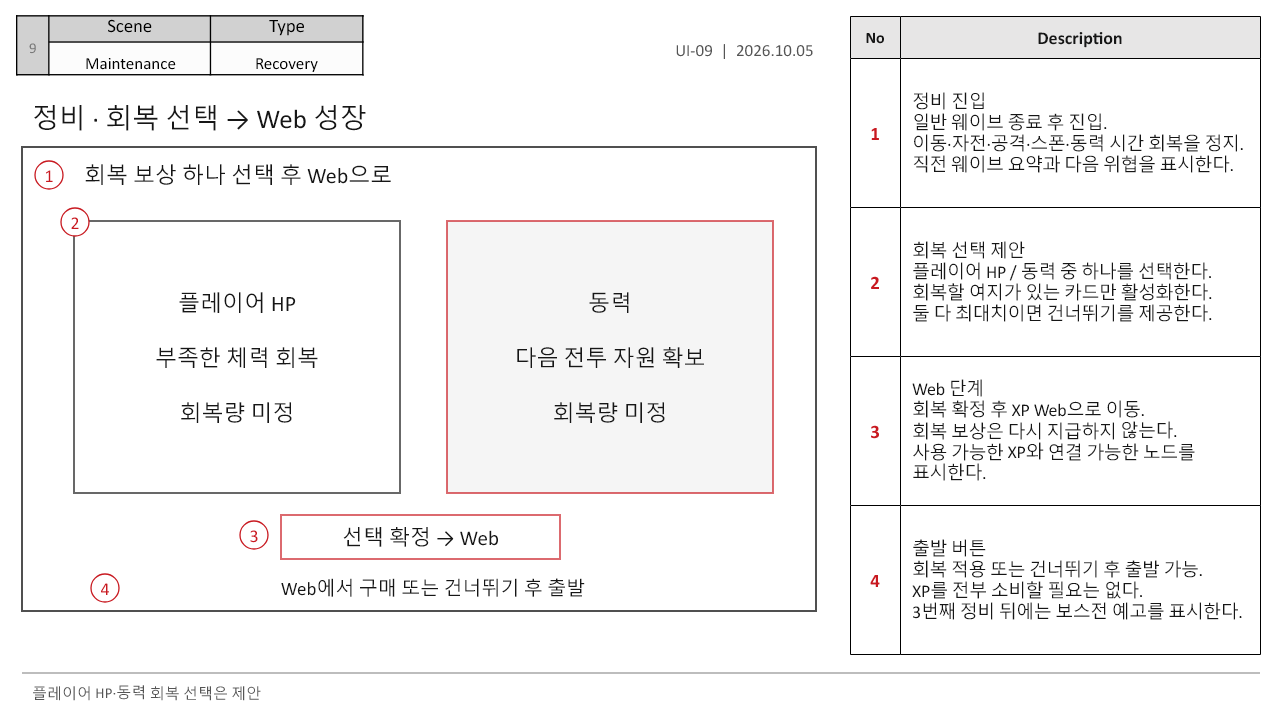 9
Scene
Type
Maintenance
Recovery
UI-09 | 2026.10.05
정비 · 회복 선택 → Web 성장
1
회복 보상 하나 선택 후 Web으로
2
플레이어 HP
부족한 체력 회복
회복량 미정
동력
다음 전투 자원 확보
회복량 미정
3
선택 확정 → Web
4
Web에서 구매 또는 건너뛰기 후 출발
No
Description
1
정비 진입
일반 웨이브 종료 후 진입.
이동·자전·공격·스폰·동력 시간 회복을 정지.
직전 웨이브 요약과 다음 위협을 표시한다.
2
회복 선택 제안
플레이어 HP / 동력 중 하나를 선택한다.
회복할 여지가 있는 카드만 활성화한다.
둘 다 최대치이면 건너뛰기를 제공한다.
3
Web 단계
회복 확정 후 XP Web으로 이동.
회복 보상은 다시 지급하지 않는다.
사용 가능한 XP와 연결 가능한 노드를
표시한다.
4
출발 버튼
회복 적용 또는 건너뛰기 후 출발 가능.
XP를 전부 소비할 필요는 없다.
3번째 정비 뒤에는 보스전 예고를 표시한다.
플레이어 HP·동력 회복 선택은 제안